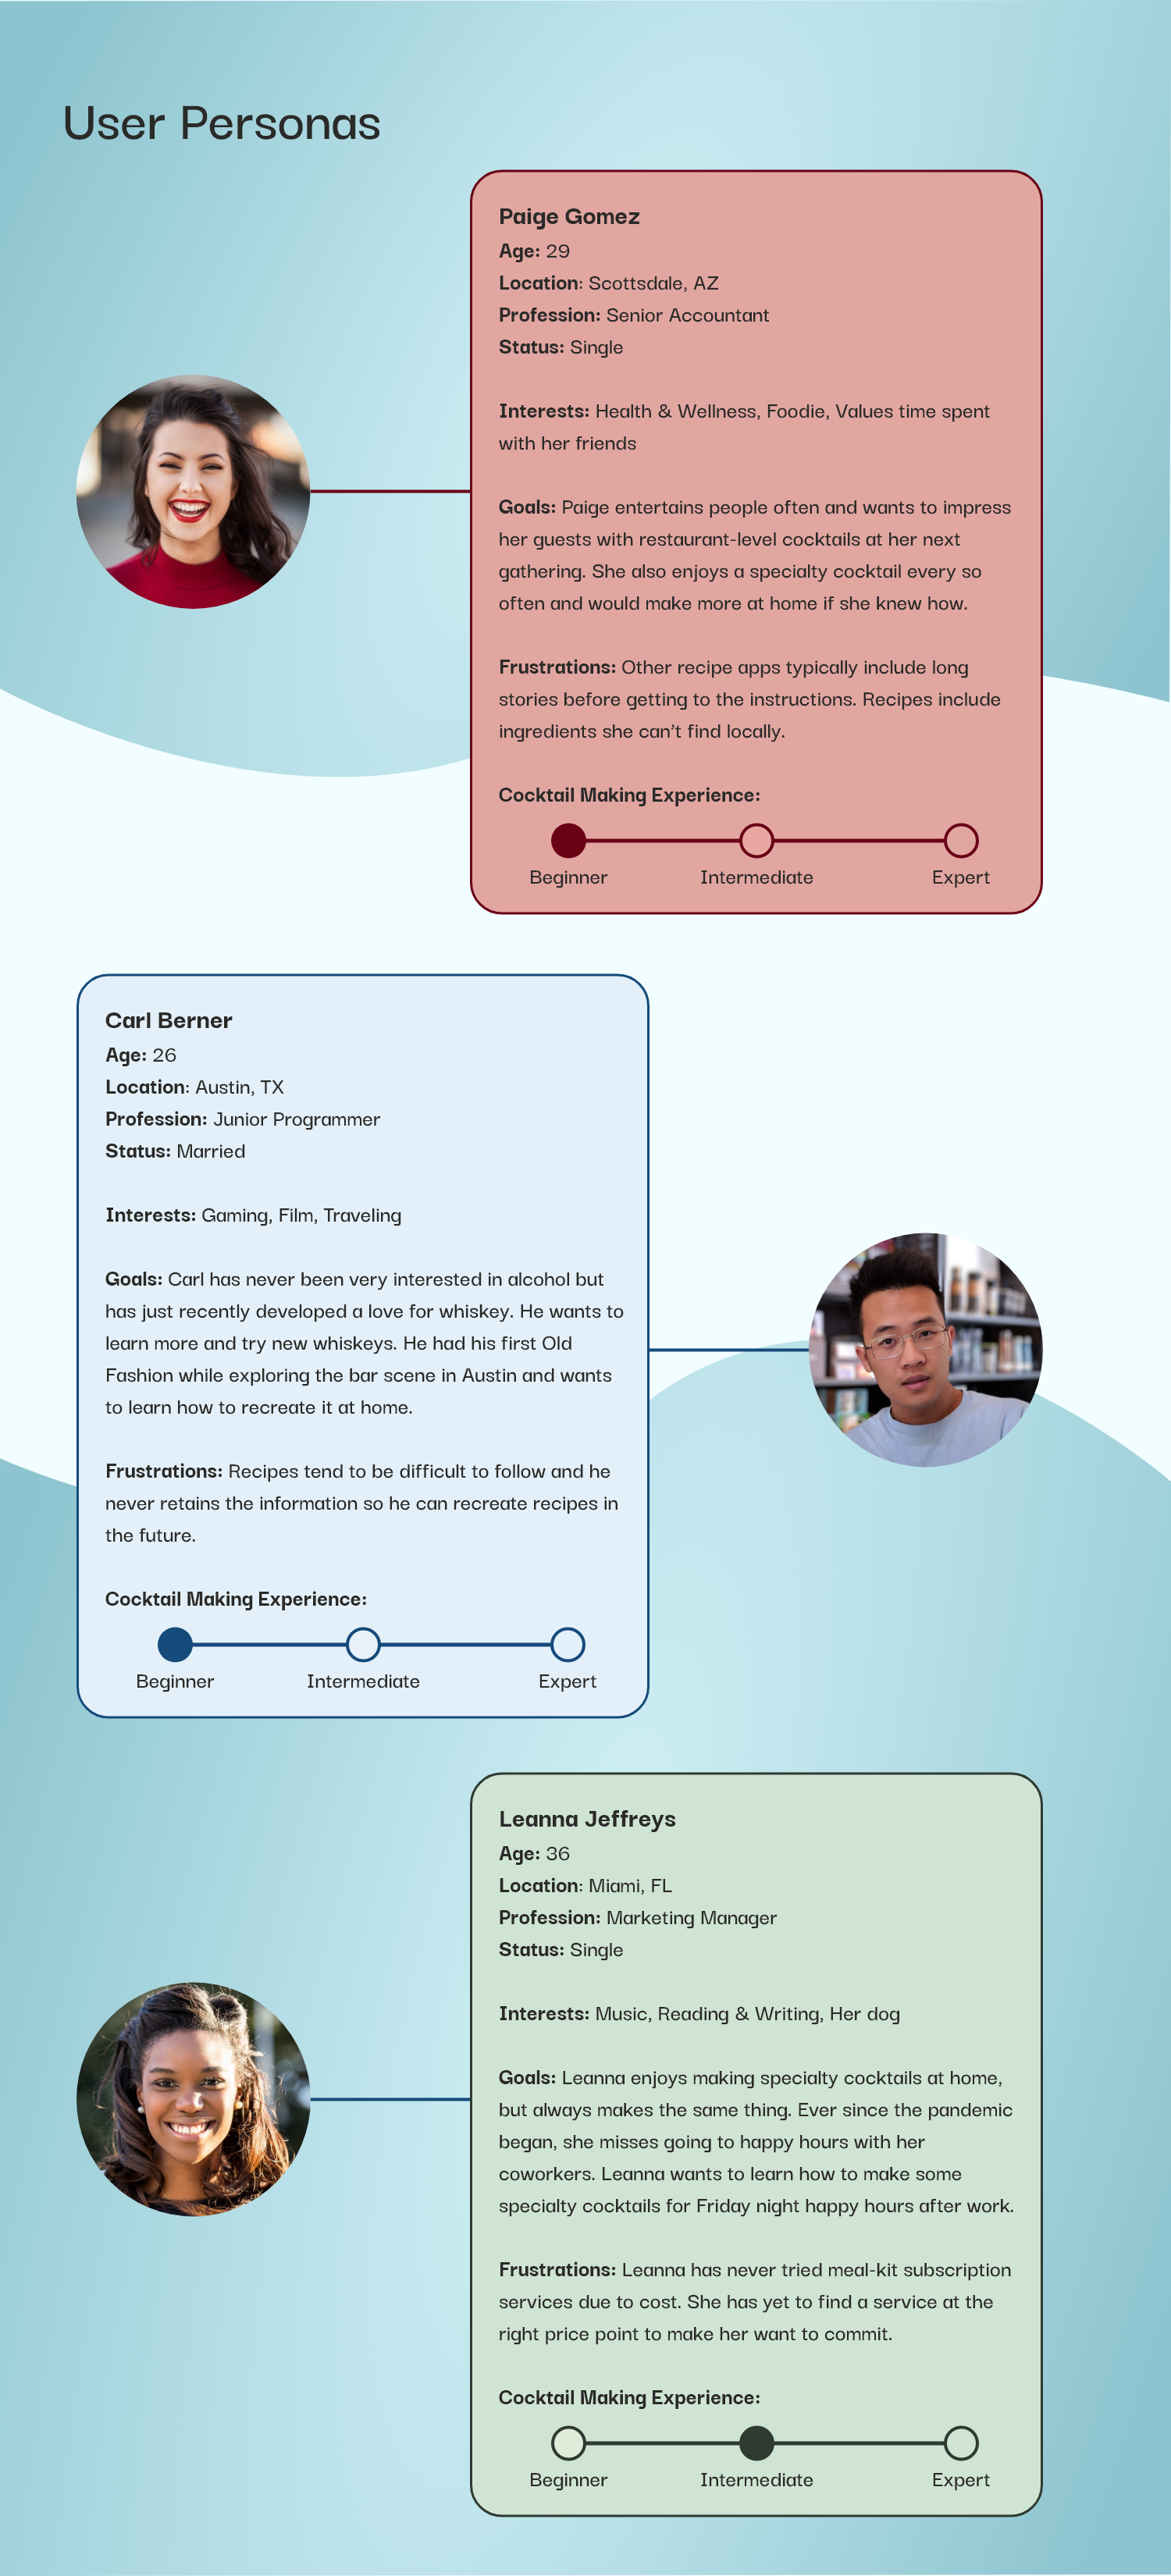 User Personas
Paige Gomez
Age: 29
Location: Scottsdale, AZ
Profession: Senior Accountant
Status: Single
Interests: Health & Wellness, Foodie, Values time spent
with her friends
Goals: Paige entertains people often and wants to impress
her guests with restaurant-level cocktails at her next
gathering. She also enjoys a specialty cocktail every so
often and would make more at home if she knew how.
Frustrations: Other recipe apps typically include long
stories before getting to the instructions. Recipes include
ingredients she can't find locally.
Cocktail Making Experience:
Beginner Intermediate Expert
Carl Berner
Age: 26
Location: Austin, TX
Profession: Junior Programmer
Status: Married
Interests: Gaming, Film, Traveling
Goals: Carl has never been very interested in alcohol but
has just recently developed a love for whiskey. He wants to
learn more and try new whiskeys. He had his first Old
Fashion while exploring the bar scene in Austin and wants
to learn how to recreate it at home.
Frustrations: Recipes tend to be difficult to follow and he
never retains the information so he can recreate recipes in
the future.
Cocktail Making Experience:
Beginner Intermediate Expert
Leanna Jeffreys
Age: 36
Location: Miami, FL
Profession: Marketing Manager
Status: Single
Interests: Music, Reading & Writing, Her dog
Goals: Leanna enjoys making specialty cocktails at home,
but always makes the same thing. Ever since the pandemic
began, she misses going to happy hours with her
coworkers. Leanna wants to learn how to make some
specialty cocktails for Friday night happy hours after work.
Frustrations: Leanna has never tried meal-kit subscription
services due to cost. She has yet to find a service at the
right price point to make her want to commit.
Cocktail Making Experience:
Beginner Intermediate Expert